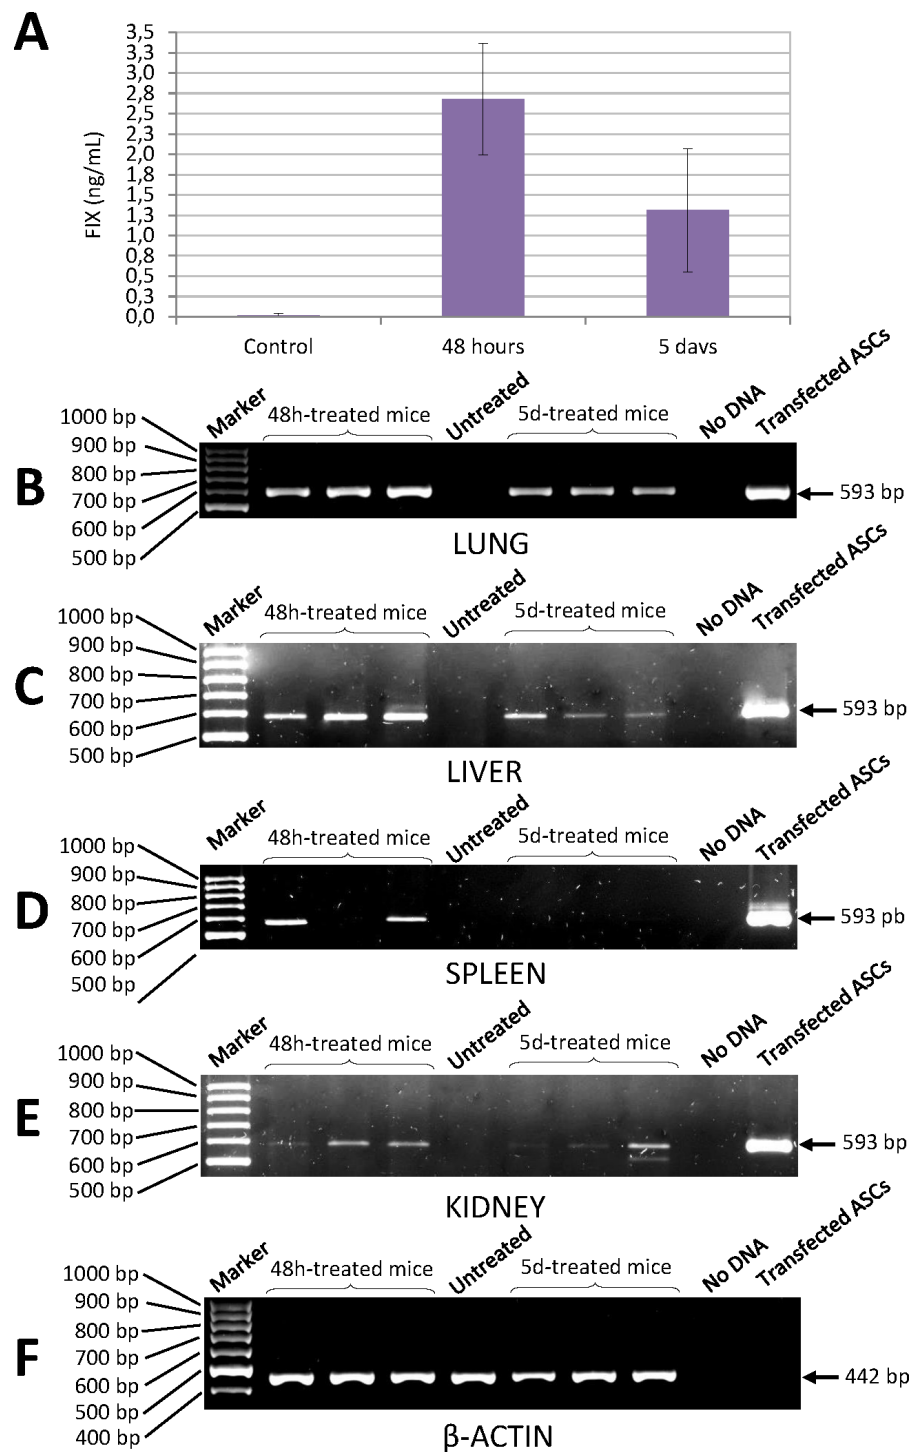 A
3,5
3,3
3,0
2,8
2,5
2,3
2,0
1,8
1,5
1,3
1,0
0,8
0,5
0,3
0,0
FIX (ng/mL)
Control
48 hours
5 davs
B
1000 bp
900 bp
800 bp
700 bp
600 bp
500 bp
Marker
48h-treated mice
Untreated
5d-treated mice
No DNA
Transfected ASCs
593 bp
LUNG
C
1000 bp
900 bp
800 bp
700 bp
600 bp
500 bp
Marker
48h-treated mice
Untreated
5d-treated mice
No DNA
Transfected ASCs
593 bp
LIVER
D
1000 bp
900 bp
800 bp
700 bp
600 bp
500 bp
Marker
48h-treated mice
Untreated
5d-treated mice
No DNA
Transfected ASCs
593 pb
SPLEEN
E
1000 bp
900 bp
800 bp
700 bp
600 bp
500 bp
Marker
48h-treated mice
Untreated
5d-treated mice
No DNA
Transfected ASCs
593 bp
KIDNEY
F
1000 bp
900 bp
800 bp
700 bp
600 bp
500 bp
400 bp
Marker
48h-treated mice
Untreated
5d-treated mice
No DNA
Transfected ASCs
442 bp
β-ACTIN